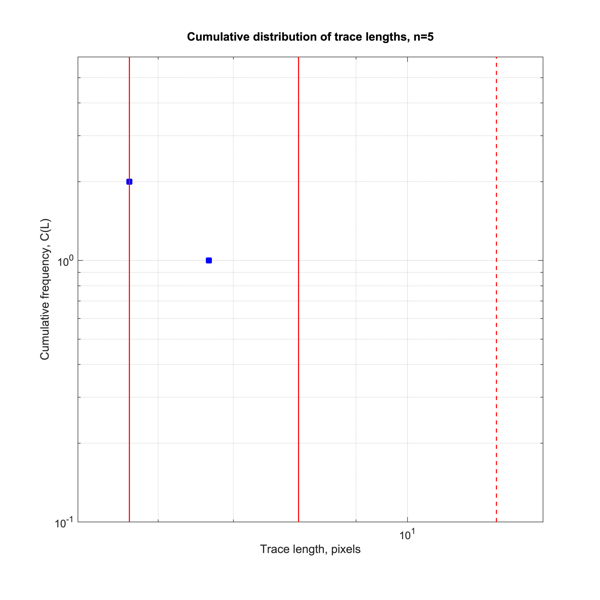 Cumulative distribution of trace lengths, n=5
Cumulative frequency, C(L)
10^0
10^-1
10^1
Trace length, pixels